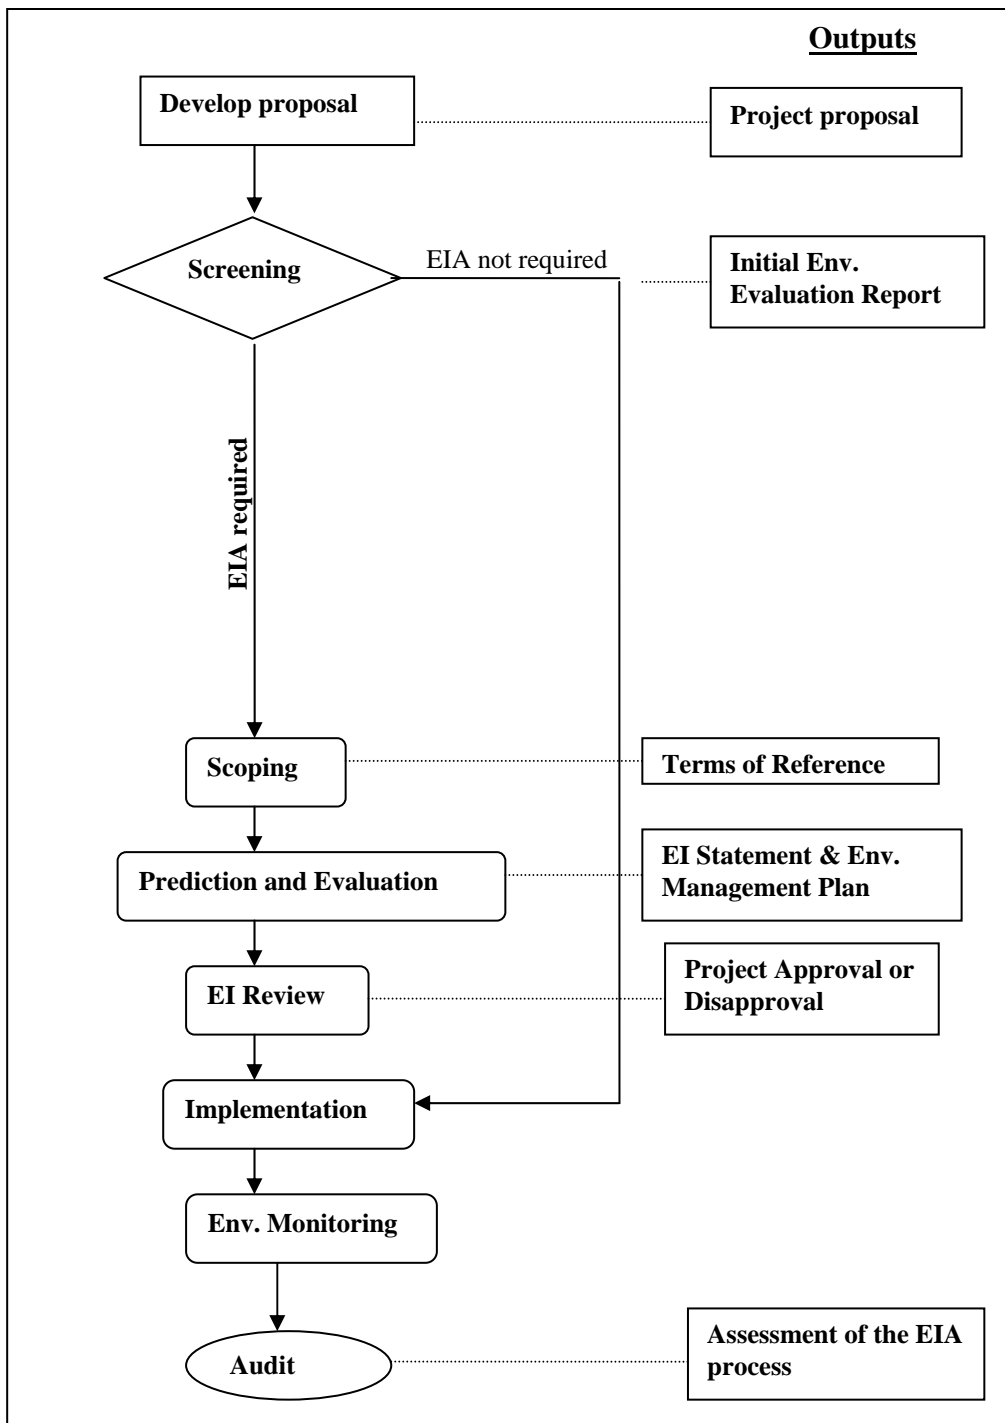 Outputs
Develop proposal
Project proposal
Screening
EIA not required
Initial Env.
Evaluation Report
EIA required
Scoping
Terms of Reference
Prediction and Evaluation
EI Statement & Env.
Management Plan
EI Review
Project Approval or
Disapproval
Implementation
Env. Monitoring
Audit
Assessment of the EIA
process